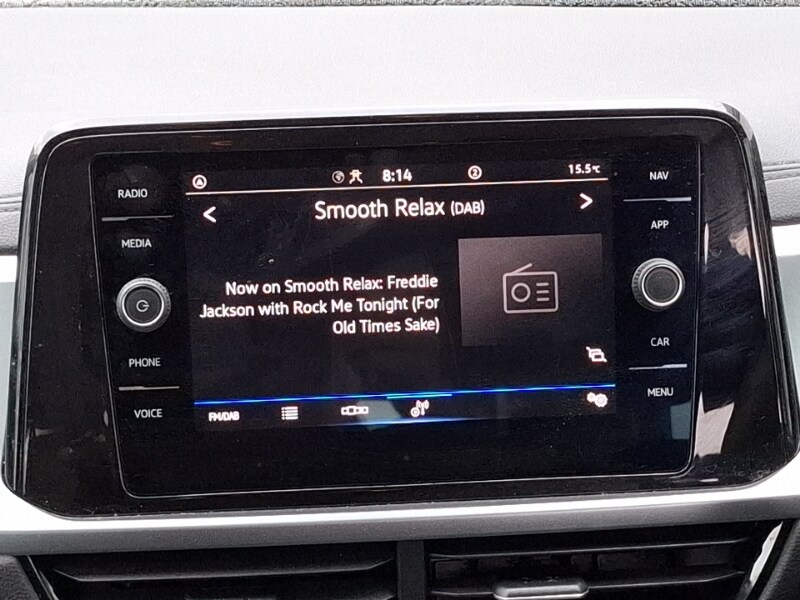 RADIO
MEDIA
PHONE
VOICE
8:14
2
15.5°C
Smooth Relax (DAB)
Now on Smooth Relax: Freddie
Jackson with Rock Me Tonight (For
Old Times Sake)
FM/DAB
NAV
APP
CAR
MENU